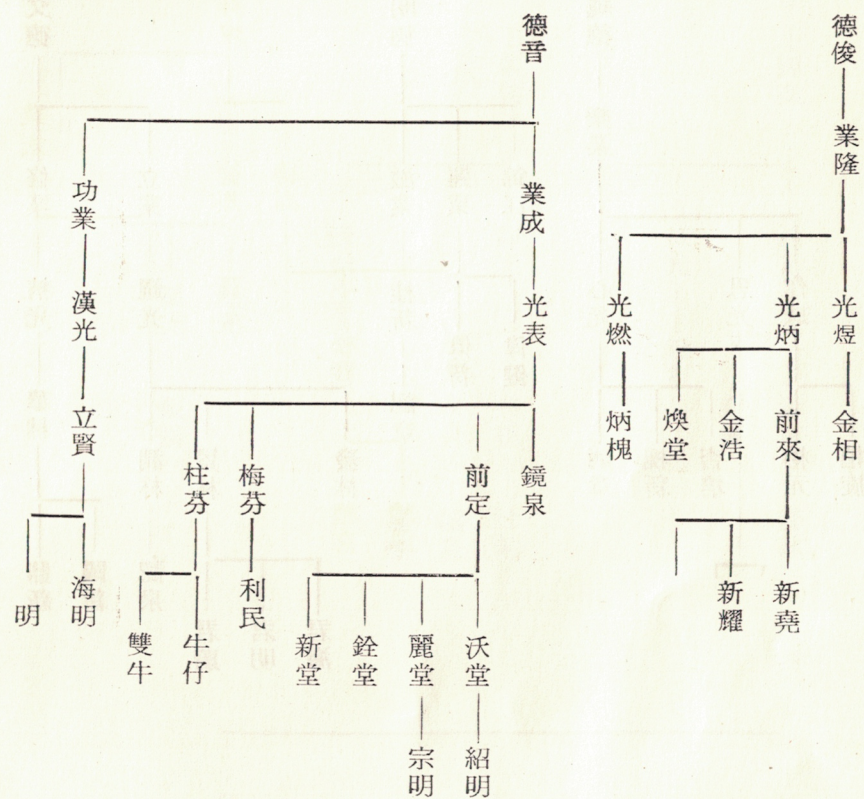 德俊
業隆
光煜
光炳
光燃
金相
前來
金浩
煥堂
炳槐
新堯
新耀
德音
業成
功業
光表
漢光
立賢
鏡泉
前定
梅芬
柱芬
沃堂
麗堂
銓堂
新堂
利民
牛仔
雙牛
海明
明
紹明
宗明